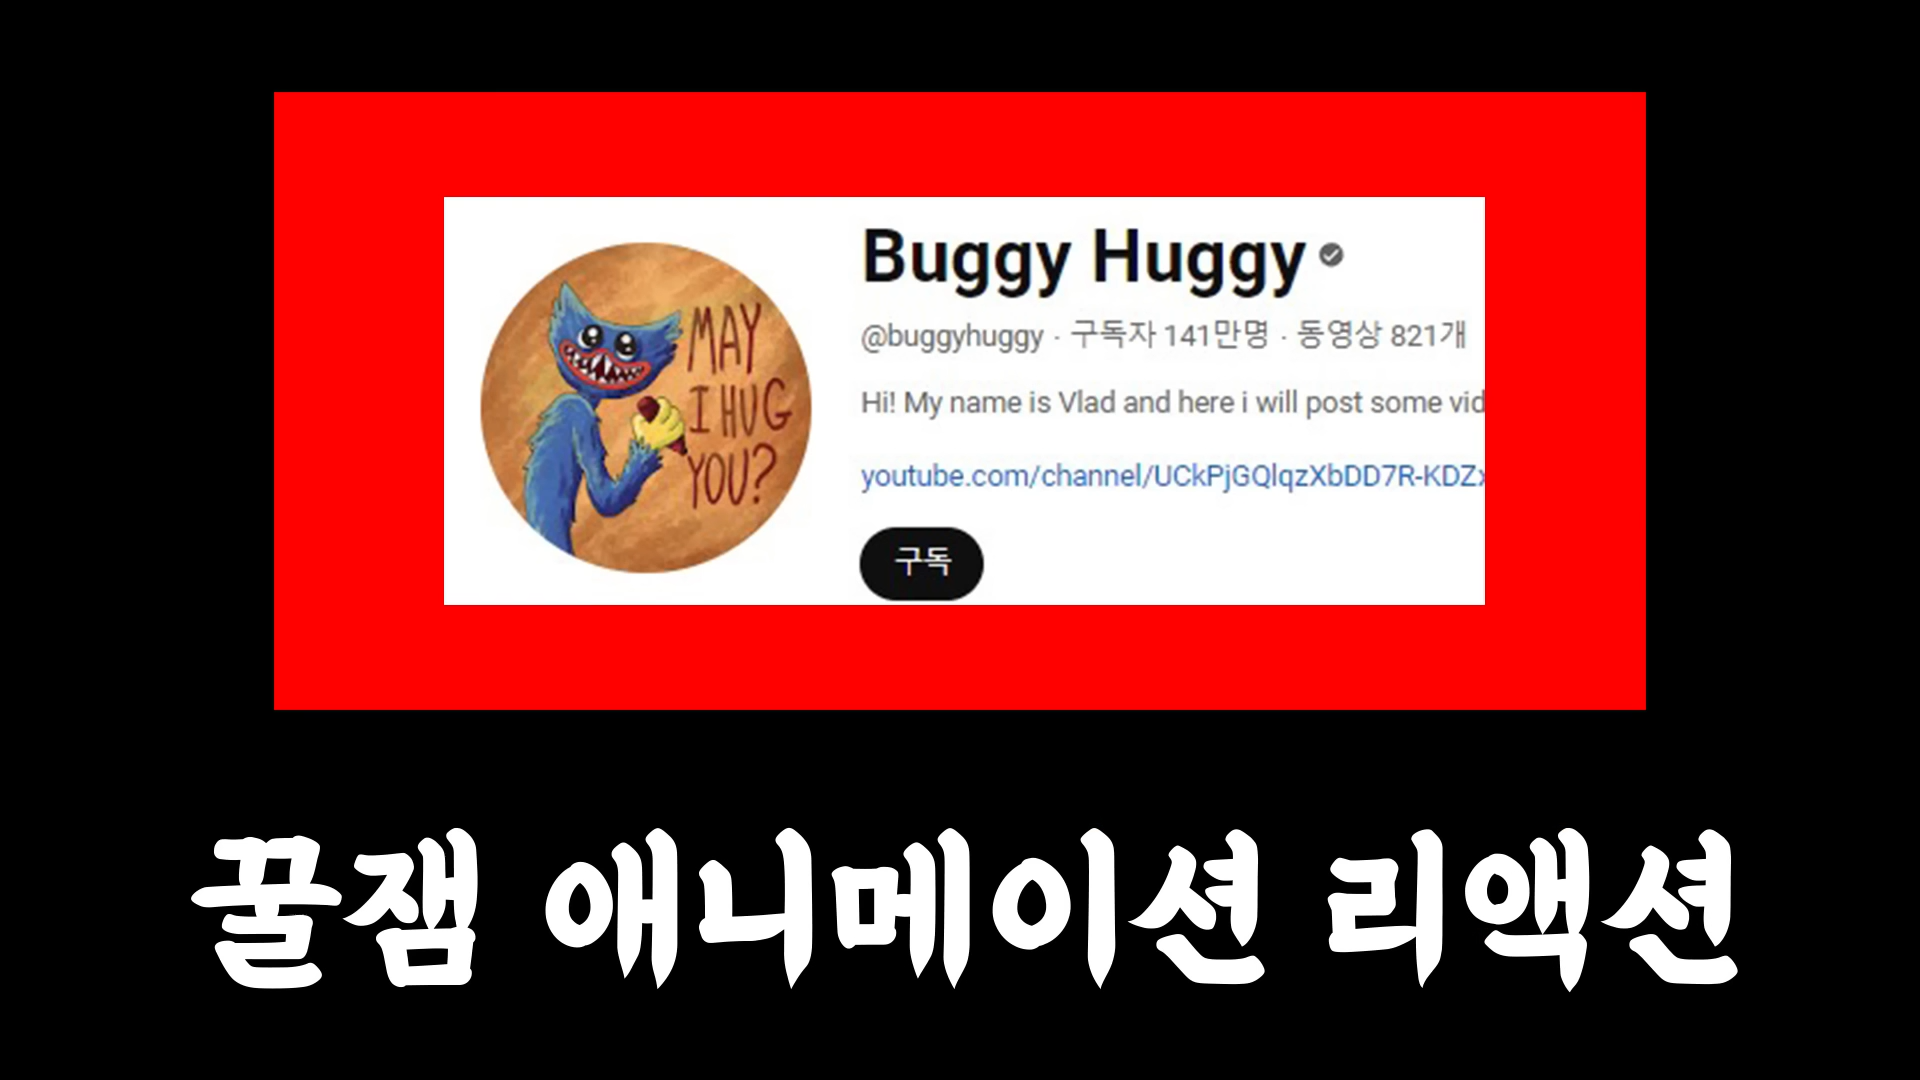 Buggy Huggy
@buggyhuggy · 구독자 141만명 · 동영상 821개
Hi! My name is Vlad and here i will post some vid
youtube.com/channel/UCkPjGQlqzXbDD7R-KDZx
구독
MAY
I HUG
YOU?
꿀잼 애니메이션 리액션